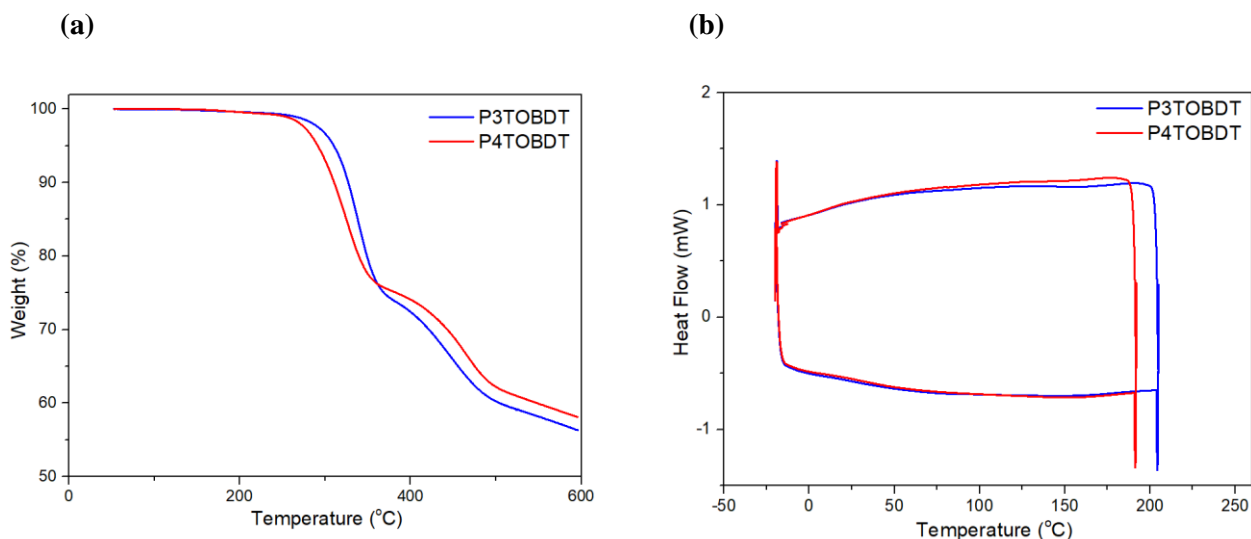 (a)
100
90
80
70
60
50
0
200
400
600
Weight (%)
Temperature (°C)
P3TOBDT
P4TOBDT
(b)
2
1
0
-1
-50
0
50
100
150
200
250
Heat Flow (mW)
Temperature (°C)
P3TOBDT
P4TOBDT